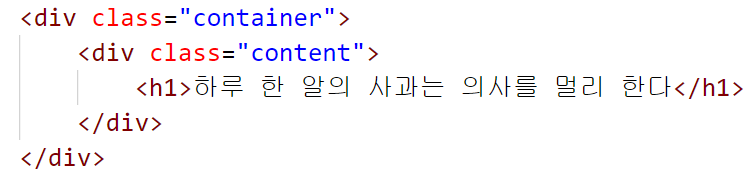 <div class="container">
<div class="content">
<h1>하루 한 알의 사과는 의사를 멀리 한다</h1>
</div>
</div>